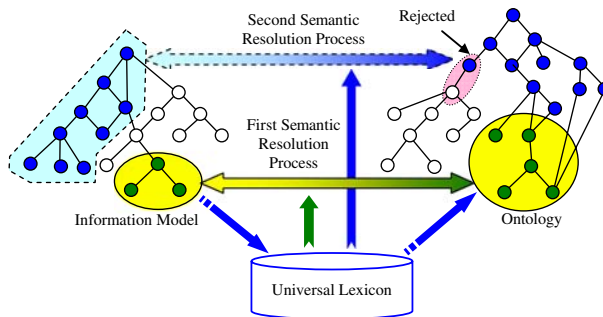 Second Semantic
Resolution Process
Rejected
First Semantic
Resolution
Process
Information Model
Ontology
Universal Lexicon